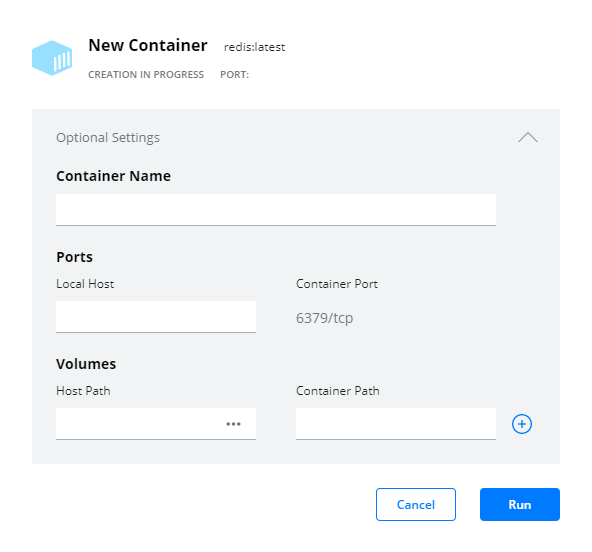 New Container redis:latest
CREATION IN PROGRESS PORT:
Optional Settings
Container Name
Ports
Local Host Container Port
6379/tcp
Volumes
Host Path Container Path
•••
Cancel Run